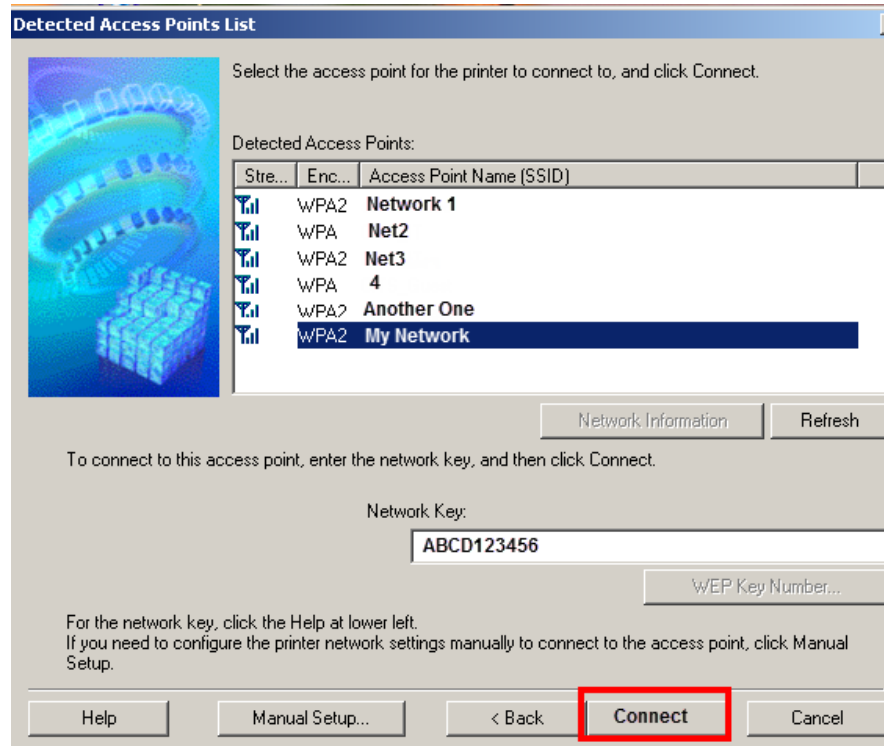 Detected Access Points List
Select the access point for the printer to connect to, and click Connect.
Detected Access Points:
Stre... Enc... Access Point Name (SSID)
WPA2 Network 1
WPA Net2
WPA2 Net3
WPA 4
WPA2 Another One
WPA2 My Network
Network Information Refresh
To connect to this access point, enter the network key, and then click Connect.
Network Key:
ABCD123456
WEP Key Number...
For the network key, click the Help at lower left.
If you need to configure the printer network settings manually to connect to the access point, click Manual
Setup.
Help Manual Setup... < Back Connect Cancel